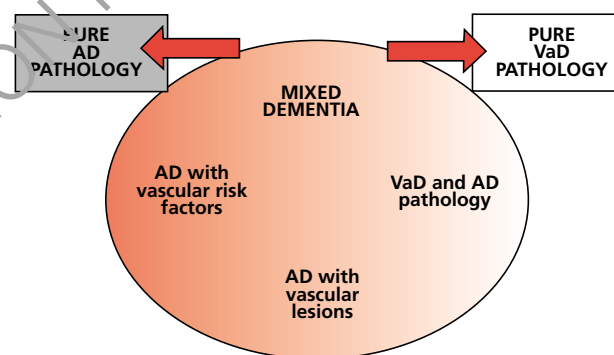 PURE
AD
PATHOLOGY
PURE
VaD
PATHOLOGY
MIXED
DEMENTIA
AD with
vascular risk
factors
VaD and AD
pathology
AD with
vascular
lesions